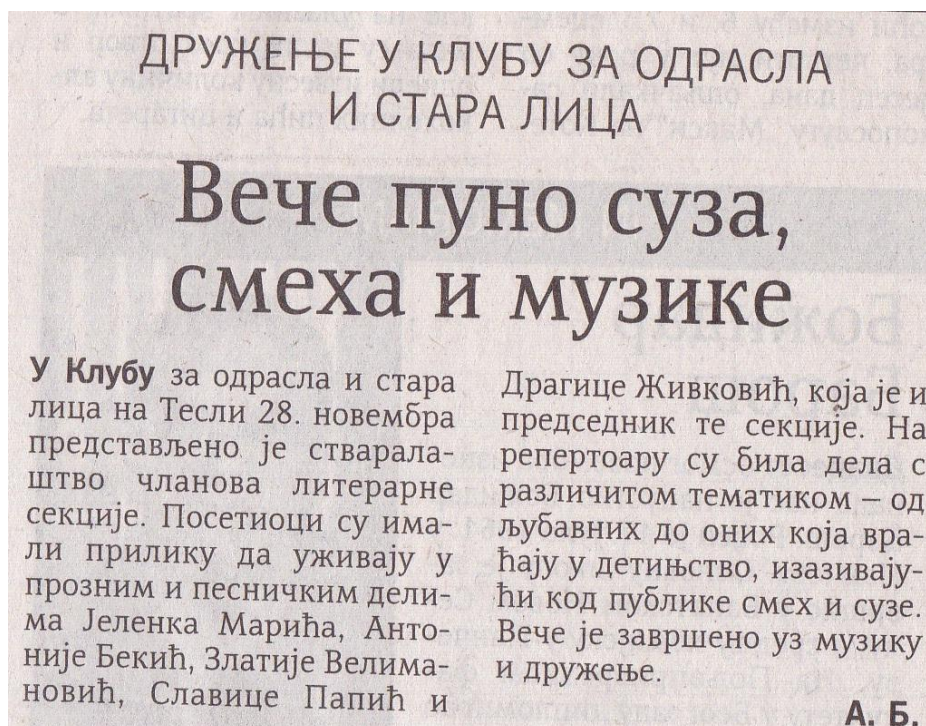 ДРУЖЕЊЕ У КЛУБУ ЗА ОДРАСЛА
И СТАРА ЛИЦА
Вече пуно суза,
смеха и музике
У Клубу за одрасла и стара
лица на Тесли 28. новембра
представљено је стварала-
штво чланова литерарне
секције. Посетиоци су има-
ли прилику да уживају у
прозним и песничким дели-
ма Јеленка Марића, Анто-
није Бекић, Златије Велима-
новић, Славице Папић и
Драгице Живковић, која је и
председник те секције. На
репертоару су била дела с
различитом тематиком – од
љубавних до оних која вра-
ћају у детињство, изазивају-
ћи код публике смех и сузе.
Вече је завршено уз музику
и дружење.
А. Б.